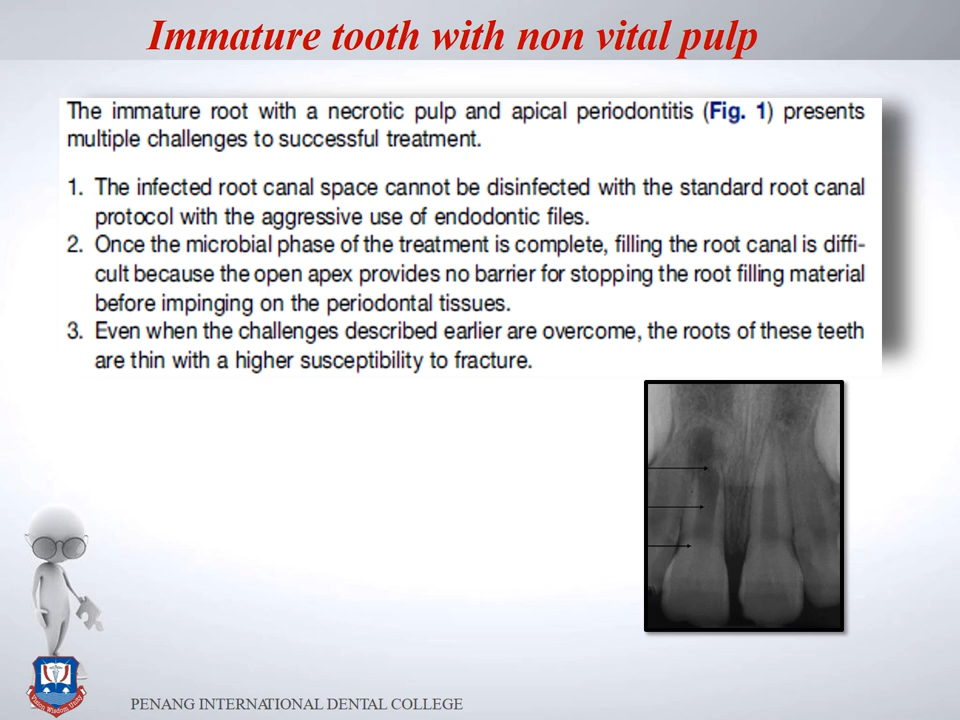 Immature tooth with non vital pulp
The immature root with a necrotic pulp and apical periodontitis (Fig. 1) presents
multiple challenges to successful treatment.
1. The infected root canal space cannot be disinfected with the standard root canal
protocol with the aggressive use of endodontic files.
2. Once the microbial phase of the treatment is complete, filling the root canal is diffi-
cult because the open apex provides no barrier for stopping the root filling material
before impinging on the periodontal tissues.
3. Even when the challenges described earlier are overcome, the roots of these teeth
are thin with a higher susceptibility to fracture.
Vision Wisdom Unity
PENANG INTERNATIONAL DENTAL COLLEGE